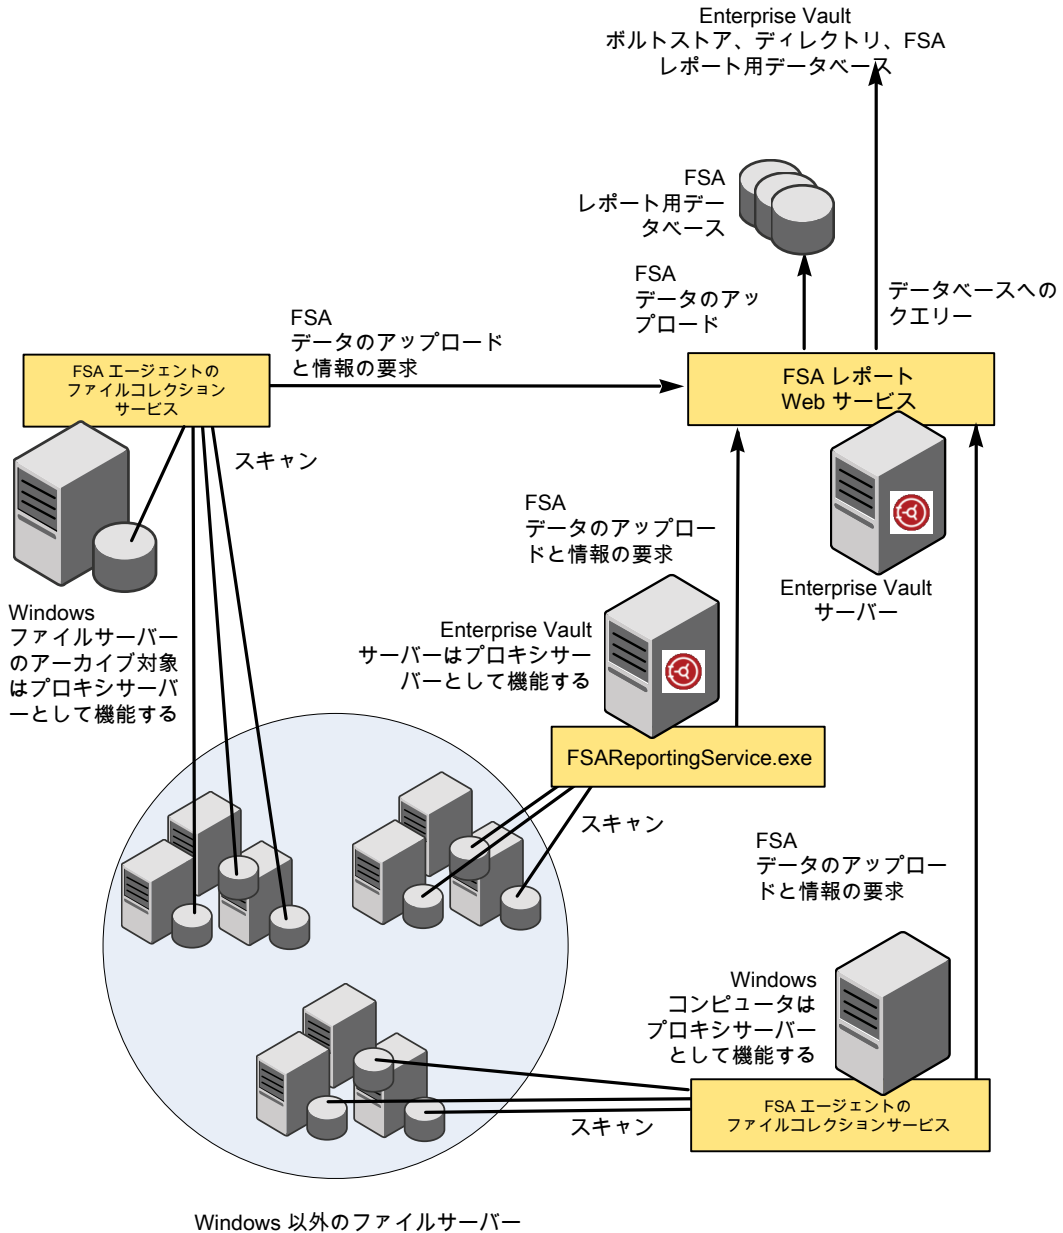 Enterprise Vault
ボルトストア、ディレクトリ、FSA
レポート用データベース
FSA
レポート用デー
タベース
FSA
データのアッ
プロード
データベースへの
クエリー
FSA
データのアップロード
と情報の要求
FSA エージェントの
ファイルコレクション
サービス
FSA レポート
Web サービス
スキャン
FSA
データのアップロー
ドと情報の要求
Enterprise Vault
サーバー
Windows
ファイルサーバー
のアーカイブ対象
はプロキシサーバ
ーとして機能する
Enterprise Vault
サーバーはプロキシサー
バーとして機能する
FSAReportingService.exe
スキャン
FSA
データのアップロー
ドと情報の要求
Windows
コンピュータは
プロキシサーバー
として機能する
FSA エージェントの
ファイルコレクションサービス
スキャン
Windows 以外のファイルサーバー